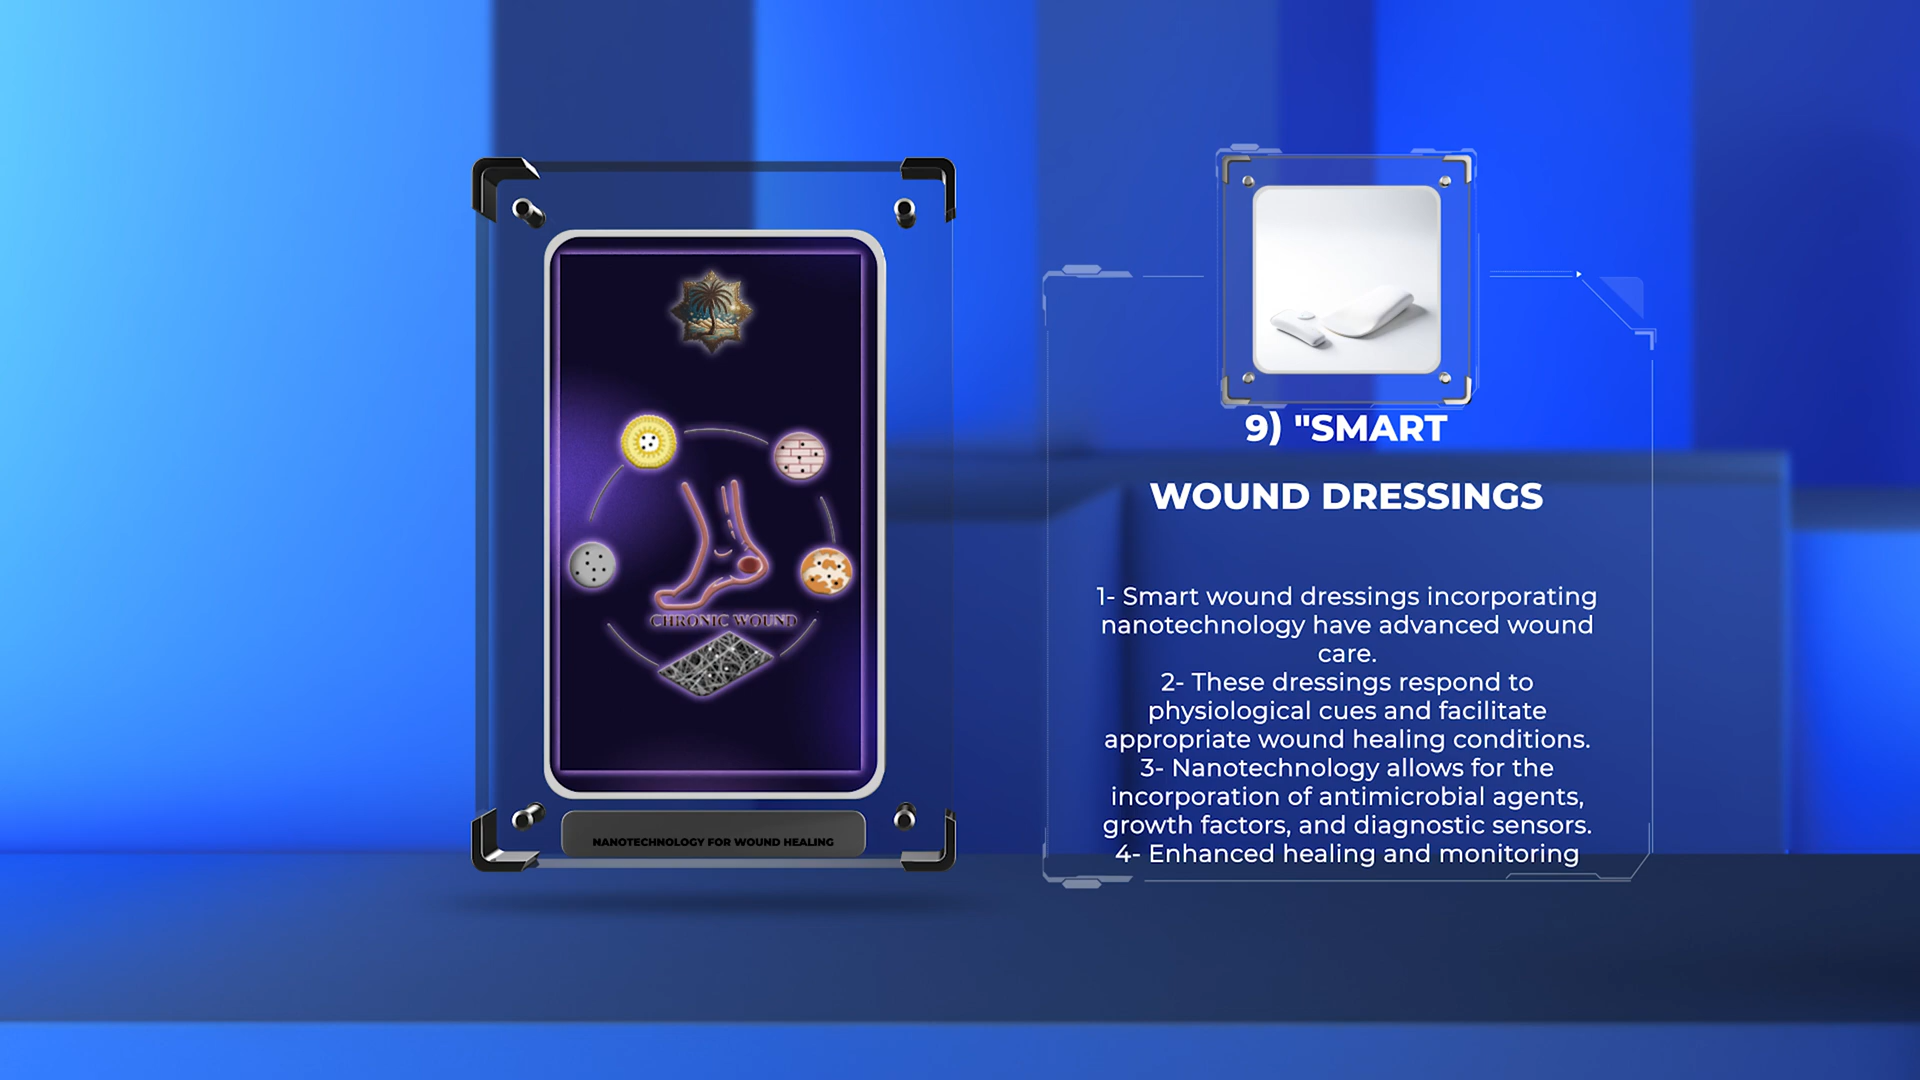 CHRONIC WOUND
NANOTECHNOLOGY FOR WOUND HEALING
9) "SMART
WOUND DRESSINGS
1- Smart wound dressings incorporating
nanotechnology have advanced wound
care.
2- These dressings respond to
physiological cues and facilitate
appropriate wound healing conditions.
3- Nanotechnology allows for the
incorporation of antimicrobial agents,
growth factors, and diagnostic sensors.
4- Enhanced healing and monitoring